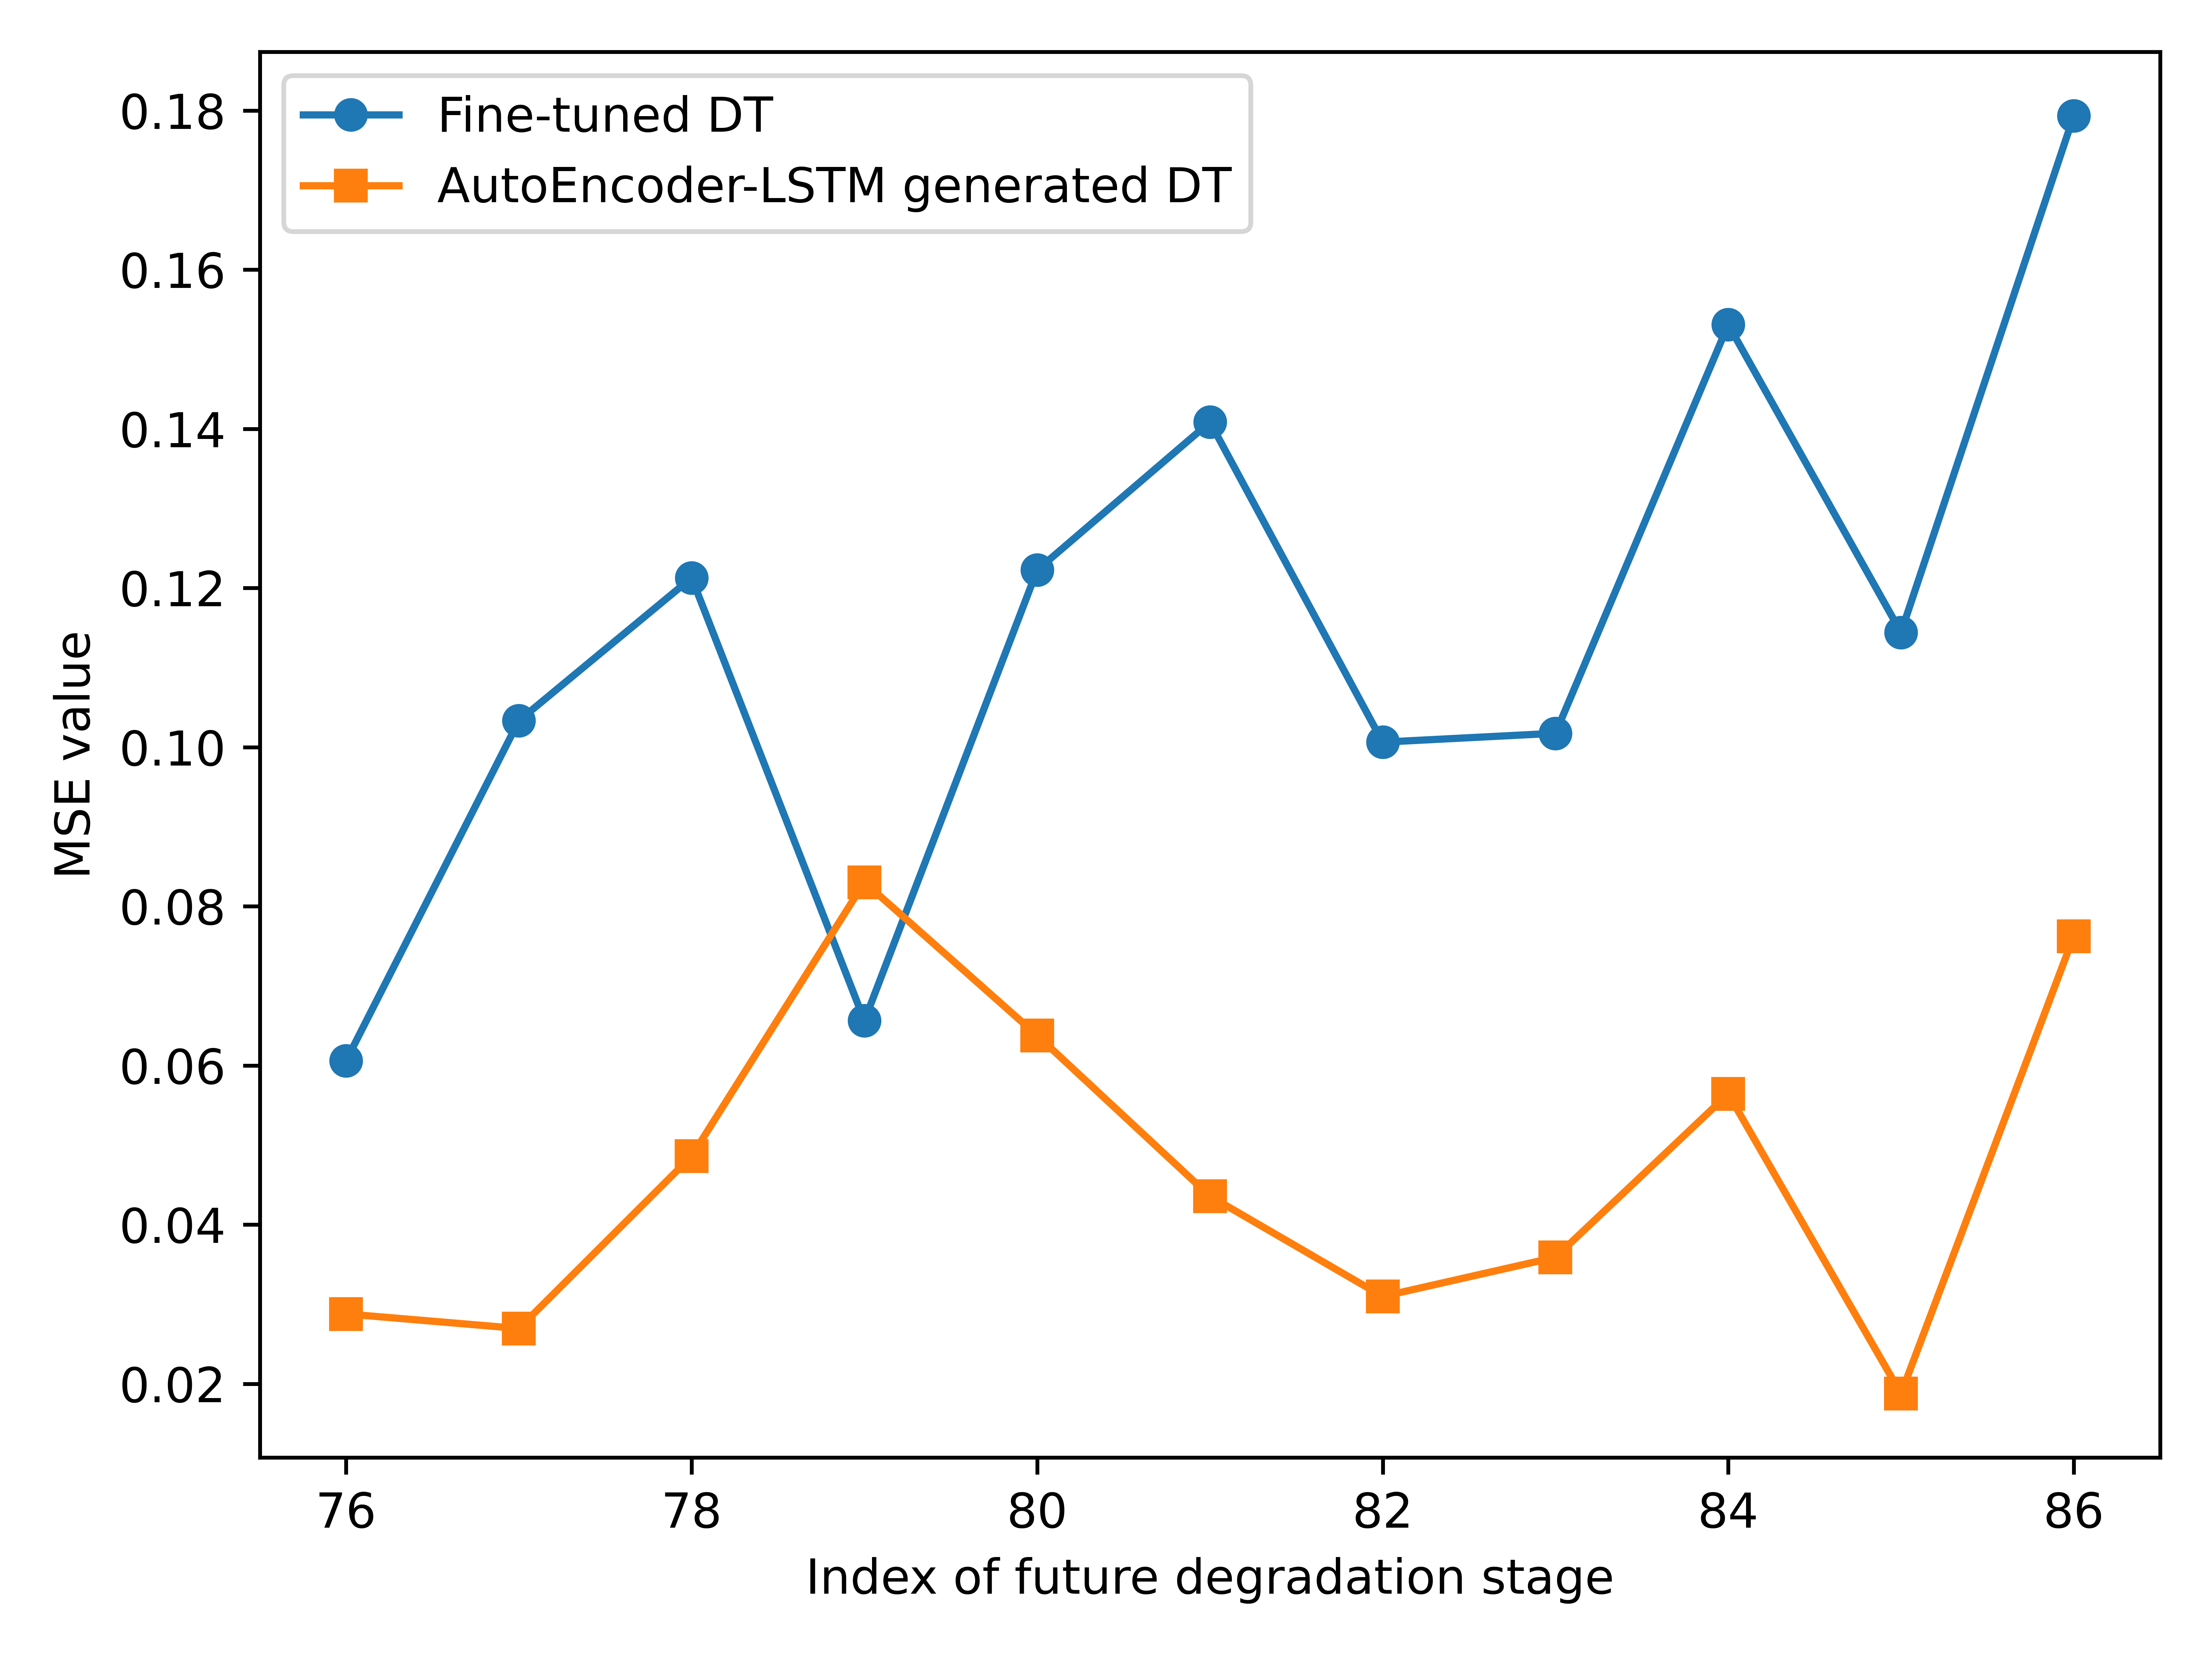 Fine-tuned DT
AutoEncoder-LSTM generated DT
0.18
0.16
0.14
0.12
0.10
0.08
0.06
0.04
0.02
MSE value
76 78 80 82 84 86
Index of future degradation stage